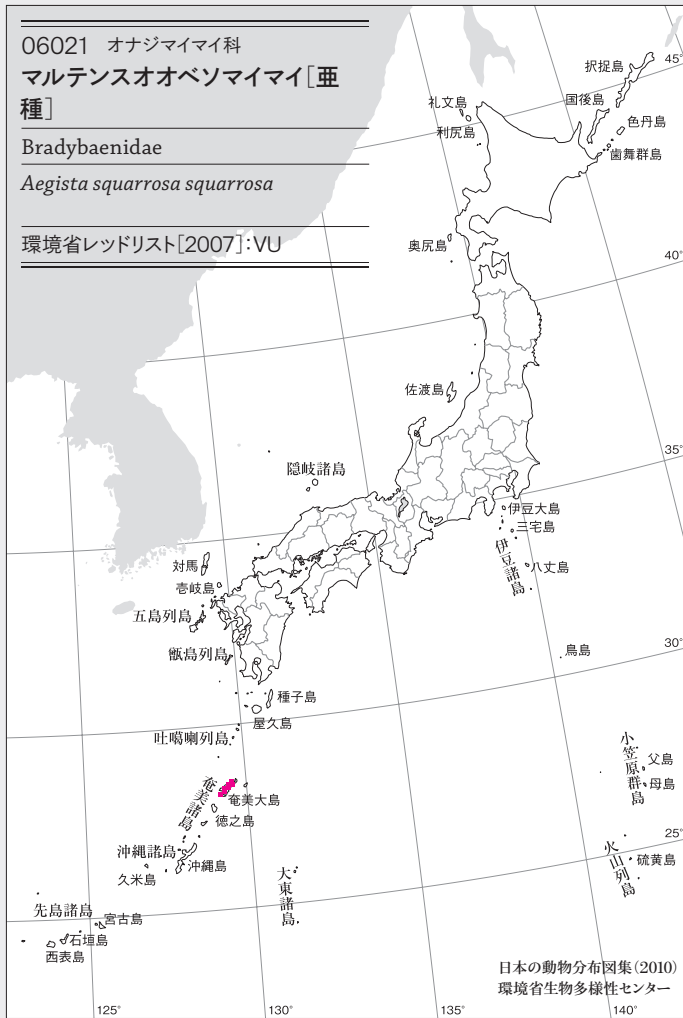 06021 オナジマイマイ科
マルテンスオオベソマイマイ[亜
種]
Bradybaenidae
Aegista squarrosa squarrosa
環境省レッドリスト[2007]:VU
45°
択捉島
国後島
礼文島
色丹島
利尻島
歯舞群島
奥尻島
40°
佐渡島
35°
隠岐諸島
伊豆大島
三宅島
伊豆諸島
八丈島
対馬
壱岐島
五島列島
甑島列島
鳥島
30°
種子島
屋久島
吐噶喇列島
小笠原群島
父島
母島
奄美諸島
奄美大島
徳之島
25°
沖縄諸島
沖縄島
久米島
火山列島
硫黄島
大東諸島
先島諸島
宮古島
石垣島
西表島
日本の動物分布図集(2010)
環境省生物多様性センター
125°
130°
135°
140°